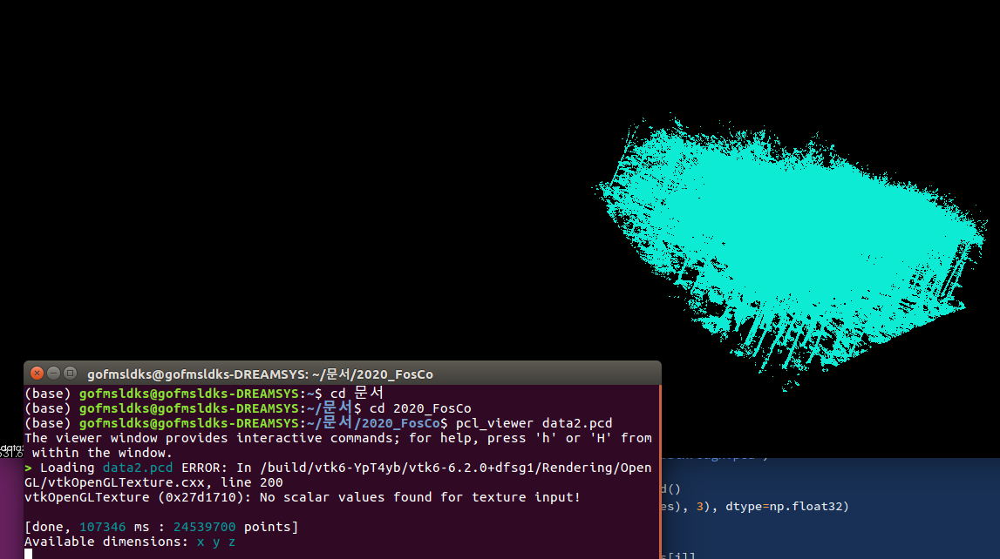 gofmsldks@gofmsldks-DREAMSYS: ~/문서/2020_FosCo
(base) gofmsldks@gofmsldks-DREAMSYS:~$ cd 문서
(base) gofmsldks@gofmsldks-DREAMSYS:~/문서$ cd 2020_FosCo
(base) gofmsldks@gofmsldks-DREAMSYS:~/문서/2020_FosCo$ pcl_viewer data2.pcd
The viewer window provides interactive commands; for help, press 'h' or 'H' from
within the window.
> Loading data2.pcd ERROR: In /build/vtk6-YpT4yb/vtk6-6.2.0+dfsg1/Rendering/Open
GL/vtkOpenGLTexture.cxx, line 200
vtkOpenGLTexture (0x27d1710): No scalar values found for texture input!
[done, 107346 ms : 24539700 points]
Available dimensions: x y z
d()
es), 3), dtype=np.float32)
s[i]]